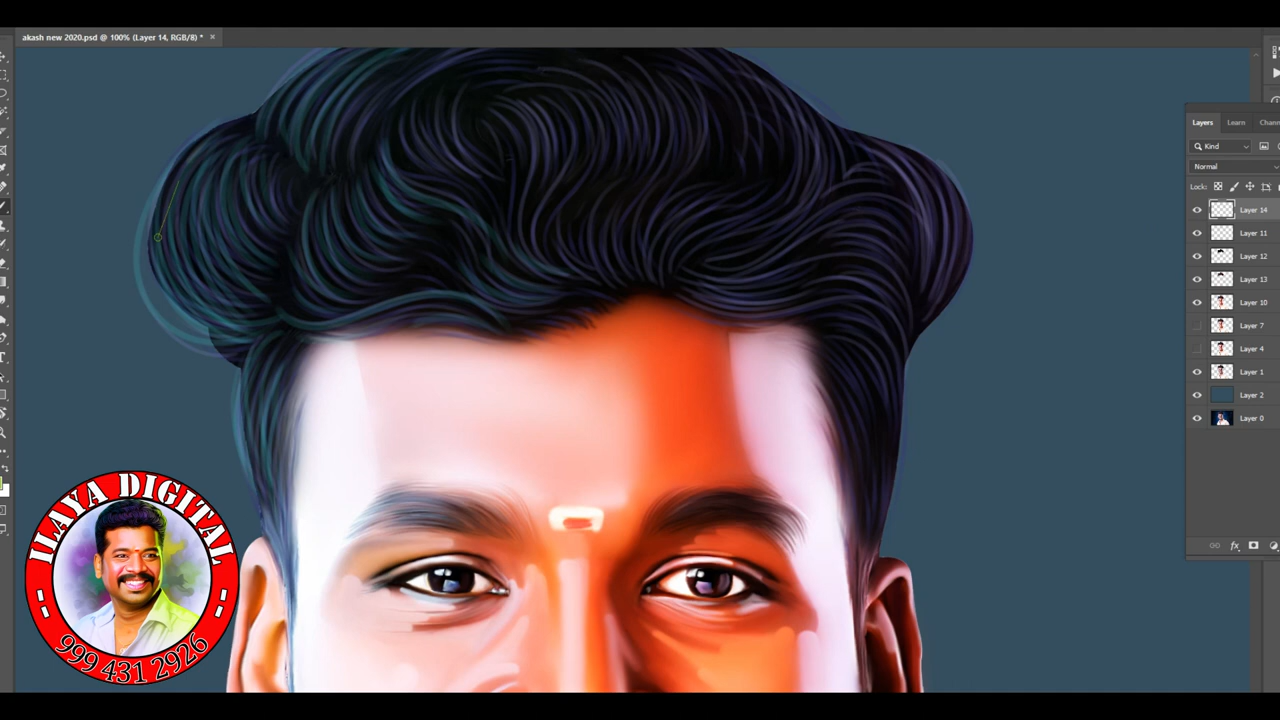 akash new 2020.psd @ 100% (Layer 14, RGB/8) * ×
Layers Learn Chann
Kind
Normal
Lock:
Layer 14
Layer 11
Layer 12
Layer 13
Layer 10
Layer 7
Layer 4
Layer 1
Layer 2
Layer 0
fx
ILAYA DIGITAL
999 431 2926